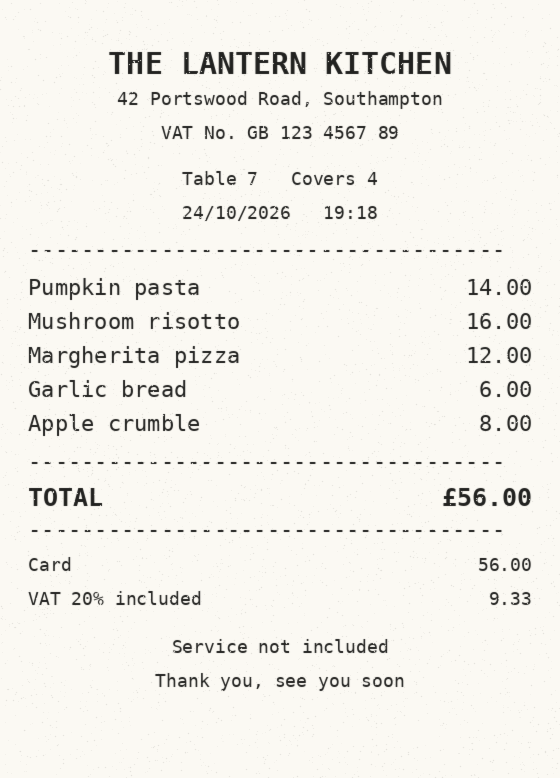 THE LANTERN KITCHEN
42 Portswood Road, Southampton
VAT No. GB 123 4567 89
Table 7 Covers 4
24/10/2026 19:18
Pumpkin pasta 14.00
Mushroom risotto 16.00
Margherita pizza 12.00
Garlic bread 6.00
Apple crumble 8.00
TOTAL £56.00
Card 56.00
VAT 20% included 9.33
Service not included
Thank you, see you soon